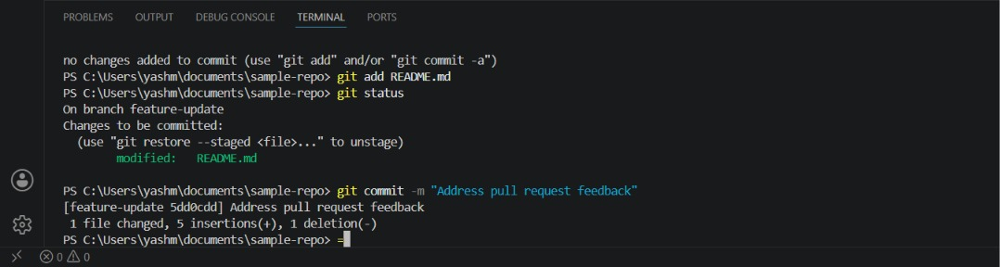 PROBLEMS OUTPUT DEBUG CONSOLE TERMINAL PORTS
no changes added to commit (use "git add" and/or "git commit -a")
PS C:\Users\yashm\documents\sample-repo> git add README.md
PS C:\Users\yashm\documents\sample-repo> git status
On branch feature-update
Changes to be committed:
  (use "git restore --staged <file>..." to unstage)
        modified:   README.md
PS C:\Users\yashm\documents\sample-repo> git commit -m "Address pull request feedback"
[feature-update 5dd0cdd] Address pull request feedback
 1 file changed, 5 insertions(+), 1 deletion(-)
PS C:\Users\yashm\documents\sample-repo> =
0 0